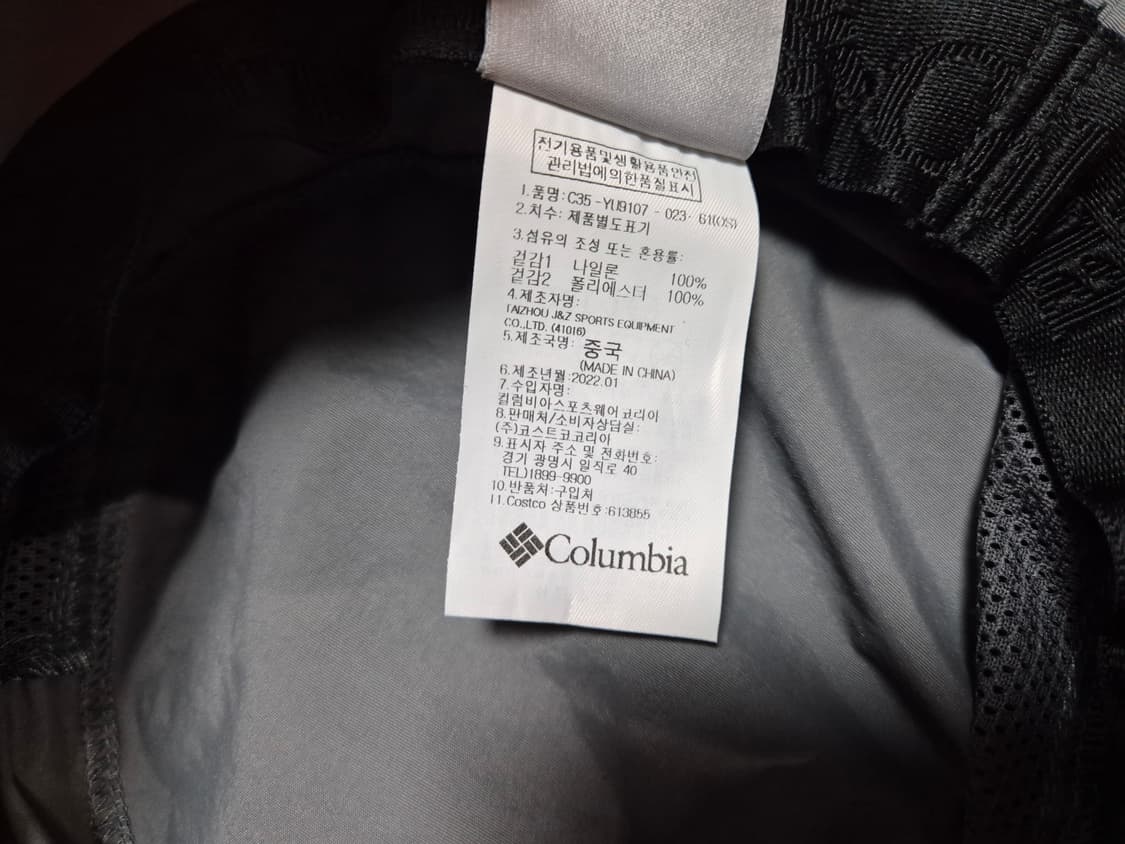 전기용품및생활용품안전
관리법에의한품질표시
1.품명:C35-YU9107-023·611(OS)
2.치수: 제품별도표기
3.섬유의 조성 또는 혼용률:
겉감1 나일론 100%
겉감2 폴리에스터 100%
4.제조자명:
TAIZHOU J&Z SPORTS EQUIPMENT
CO.,LTD. (41016)
5.제조국명: 중국
(MADE IN CHINA)
6.제조년월:2022.01
7.수입자명:
컬럼비아스포츠웨어코리아
8.판매처/소비자상담실:
(주)코스트코코리아
9.표시자 주소 및 전화번호:
경기 광명시 일직로 40
TEL)1899-9900
10.반품처:구입처
11.Costco 상품번호:613855
Columbia